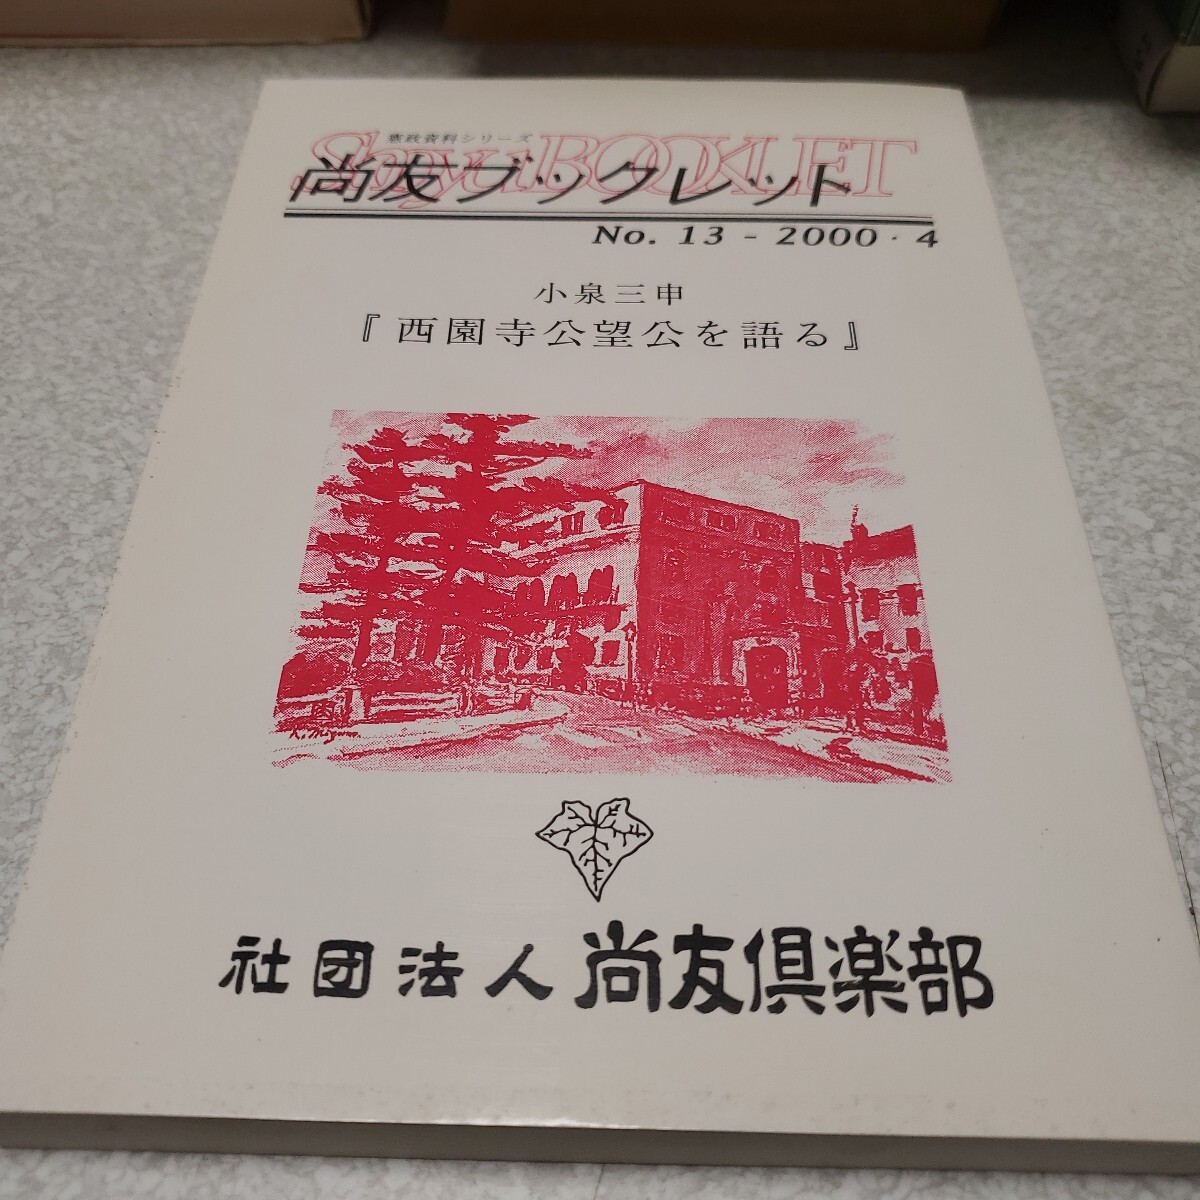 憲政資料シリーズ
Shoyu BOOKLET
尚友ブックレット
No. 13 - 2000・4
小泉三申
『西園寺公望公を語る』
社団法人 尚友倶楽部